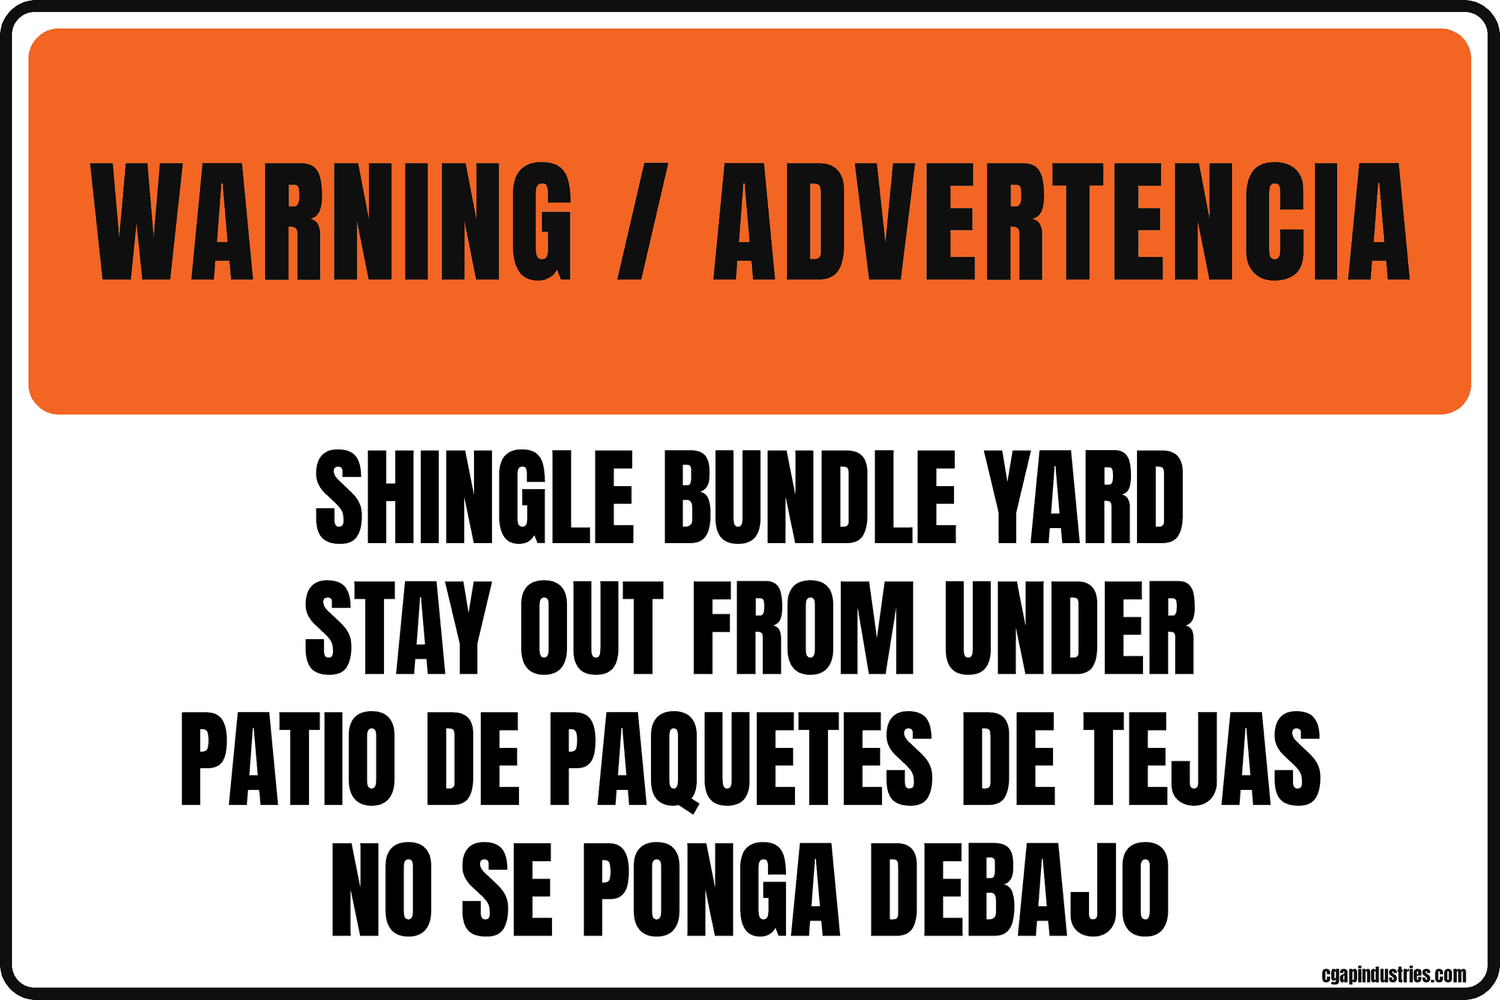 WARNING / ADVERTENCIA
SHINGLE BUNDLE YARD
STAY OUT FROM UNDER
PATIO DE PAQUETES DE TEJAS
NO SE PONGA DEBAJO
cgapindustries.com